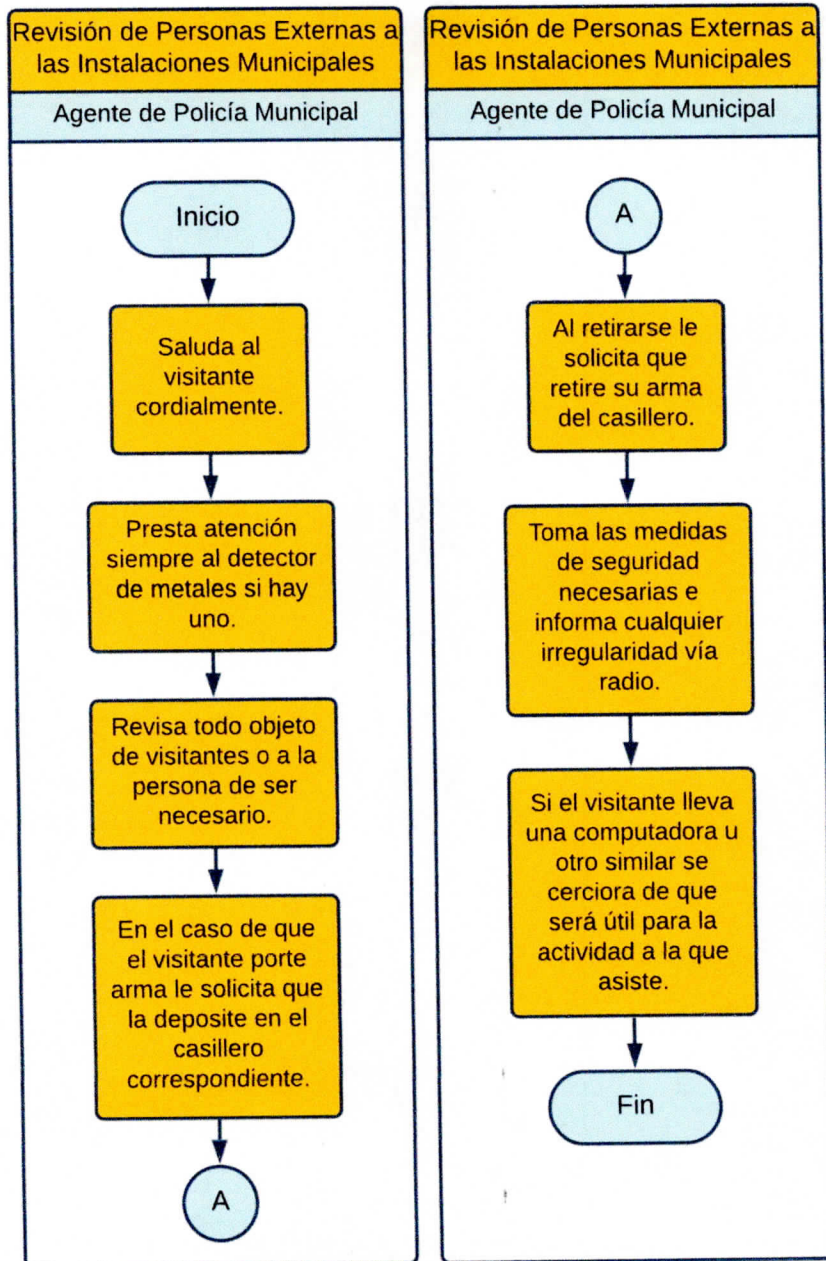 Revisión de Personas Externas a
las Instalaciones Municipales
Agente de Policía Municipal
Inicio
Saluda al
visitante
cordialmente.
Presta atención
siempre al detector
de metales si hay
uno.
Revisa todo objeto
de visitantes o a la
persona de ser
necesario.
En el caso de que
el visitante porte
arma le solicita que
la deposite en el
casillero
correspondiente.
A
Revisión de Personas Externas a
las Instalaciones Municipales
Agente de Policía Municipal
A
Al retirarse le
solicita que
retire su arma
del casillero.
Toma las medidas
de seguridad
necesarias e
informa cualquier
irregularidad vía
radio.
Si el visitante lleva
una computadora u
otro similar se
cerciora de que
será útil para la
actividad a la que
asiste.
Fin